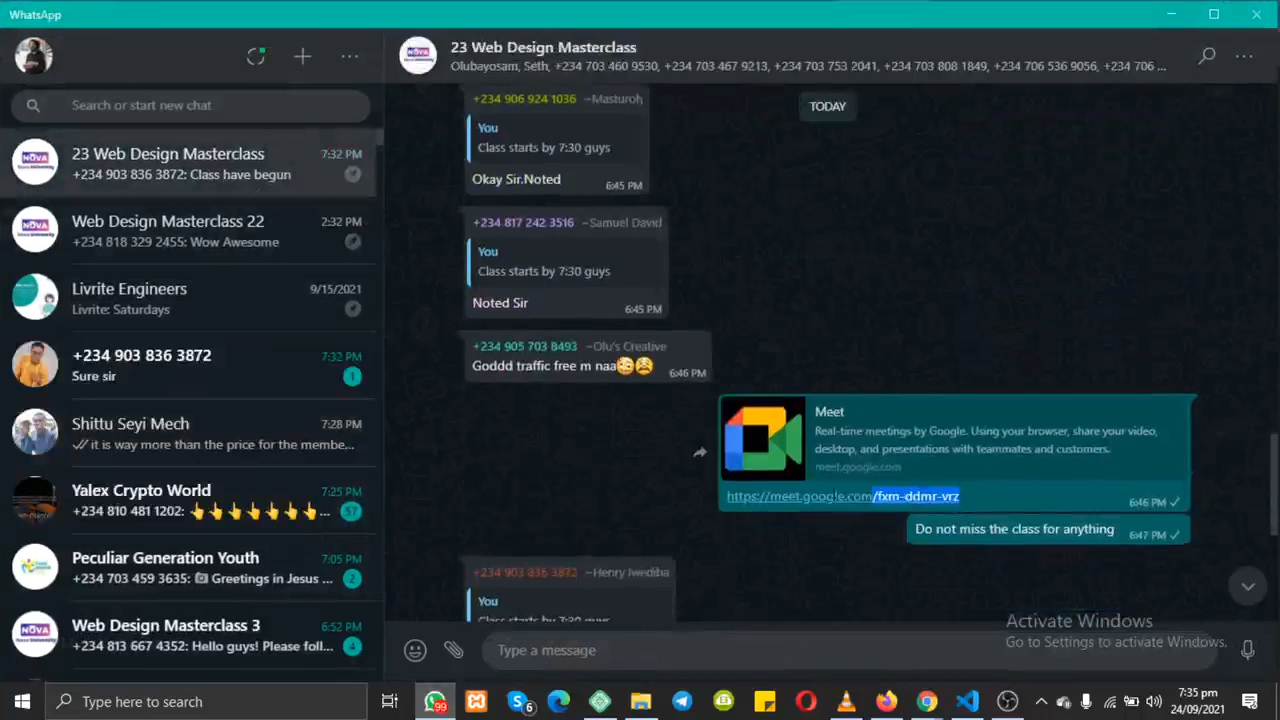 WhatsApp
23 Web Design Masterclass
Olubayosam, Seth, +234 703 460 9530, +234 703 467 9213, +234 703 753 2041, +234 703 808 1849, +234 706 536 9056, +234 706 ...
Search or start new chat
23 Web Design Masterclass
7:32 PM
+234 903 836 3872: Class have begun
Web Design Masterclass 22
2:32 PM
+234 810 329 2455: Wow Awesome
Livrite Engineers
9/15/2021
Livrite: Saturdays
+234 903 836 3872
7:32 PM
Sure sir
1
Shittu Seyi Mech
7:28 PM
it is way more than the price for the membe...
Yalex Crypto World
7:25 PM
+234 810 481 1202: 👆👆👆👆👆👆👆...
57
Peculiar Generation Youth
7:05 PM
+234 703 459 3635: Greetings in Jesus ...
2
Web Design Masterclass 3
6:52 PM
+234 813 667 4352: Hello guys! Please foll...
4
TODAY
+234 906 924 1036 ~Masturoh
You
Class starts by 7:30 guys
Okay Sir.Noted
6:45 PM
+234 817 242 3516 ~Samuel David
You
Class starts by 7:30 guys
Noted Sir
6:45 PM
+234 905 703 8493 ~Olu's Creative
Goddd traffic free m naa
6:46 PM
Meet
Real-time meetings by Google. Using your browser, share your video,
desktop, and presentations with teammates and customers.
meet.google.com
https://meet.google.com/fxm-ddmr-vrz
6:46 PM
Do not miss the class for anything
6:47 PM
+234 903 836 3872 ~Henry Iwediba
You
Class starts by 7:30 guys
Type a message
Activate Windows
Go to Settings to activate Windows.
Type here to search
99
6
7:35 pm
24/09/2021